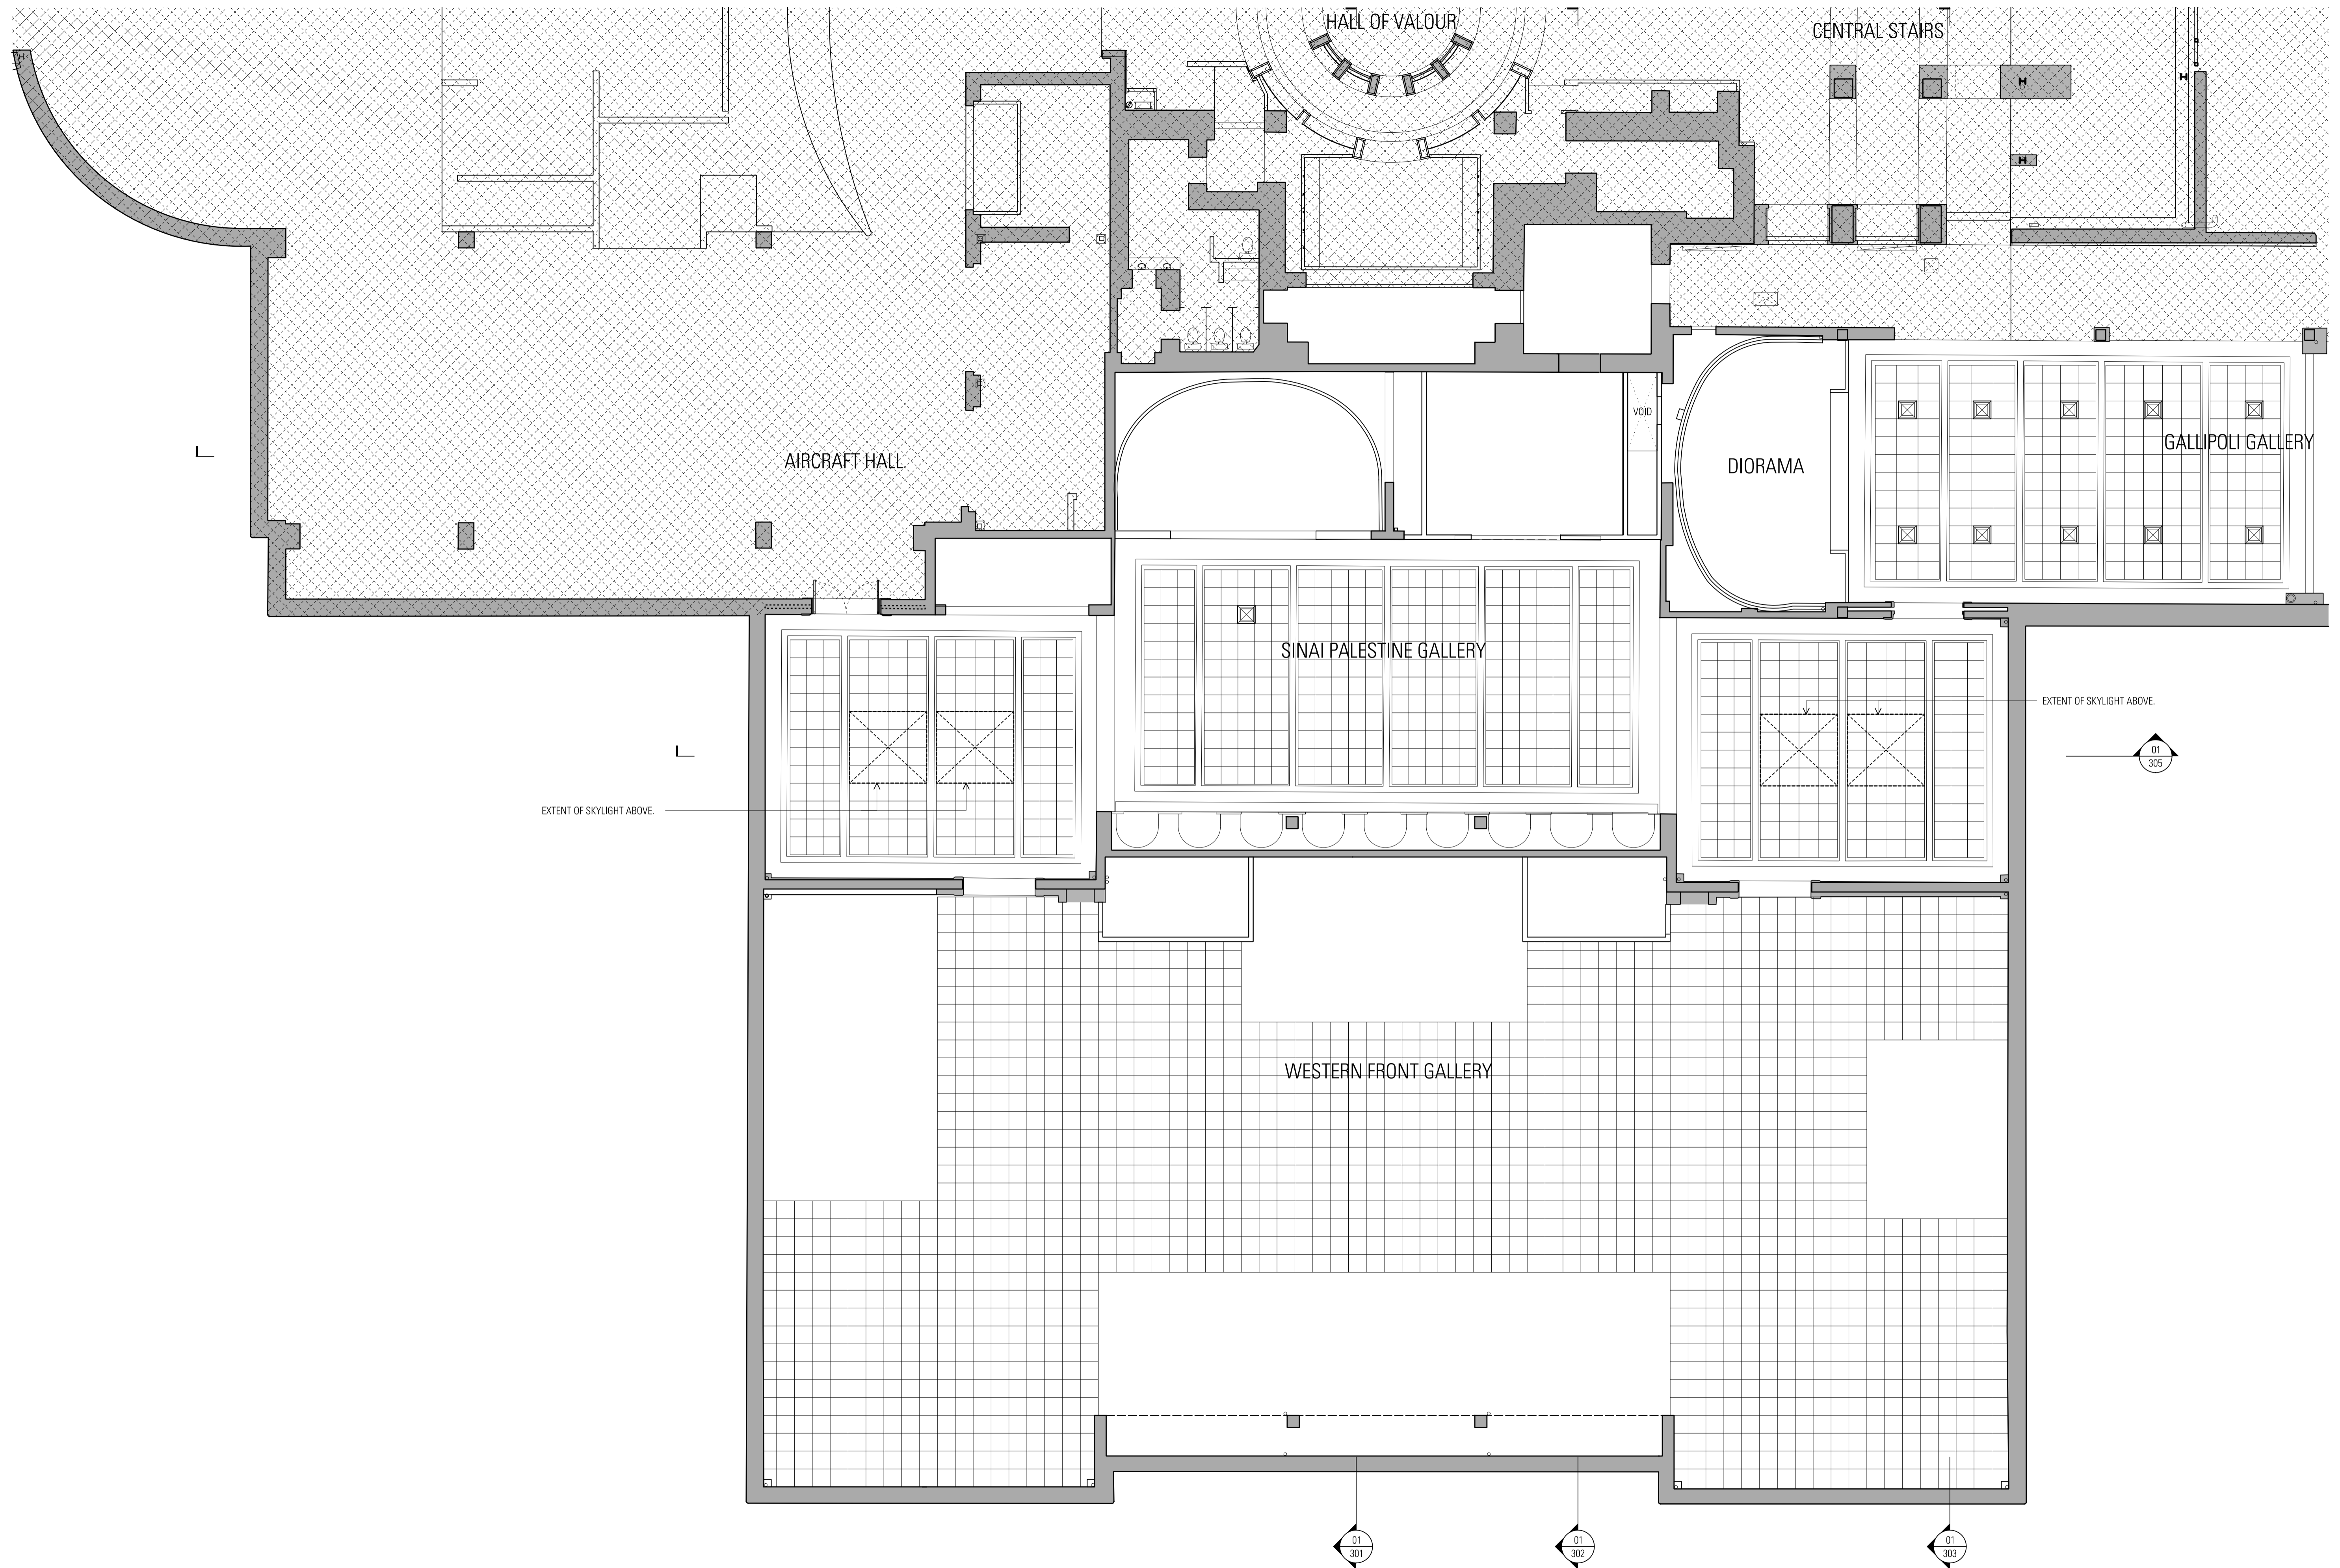 HALL OF VALOUR
CENTRAL STAIRS
VOID
GALLIPOLI GALLERY
AIRCRAFT HALL
DIORAMA
SINAI PALESTINE GALLERY
EXTENT OF SKYLIGHT ABOVE.
01
305
EXTENT OF SKYLIGHT ABOVE.
WESTERN FRONT GALLERY
01
301
01
302
01
303